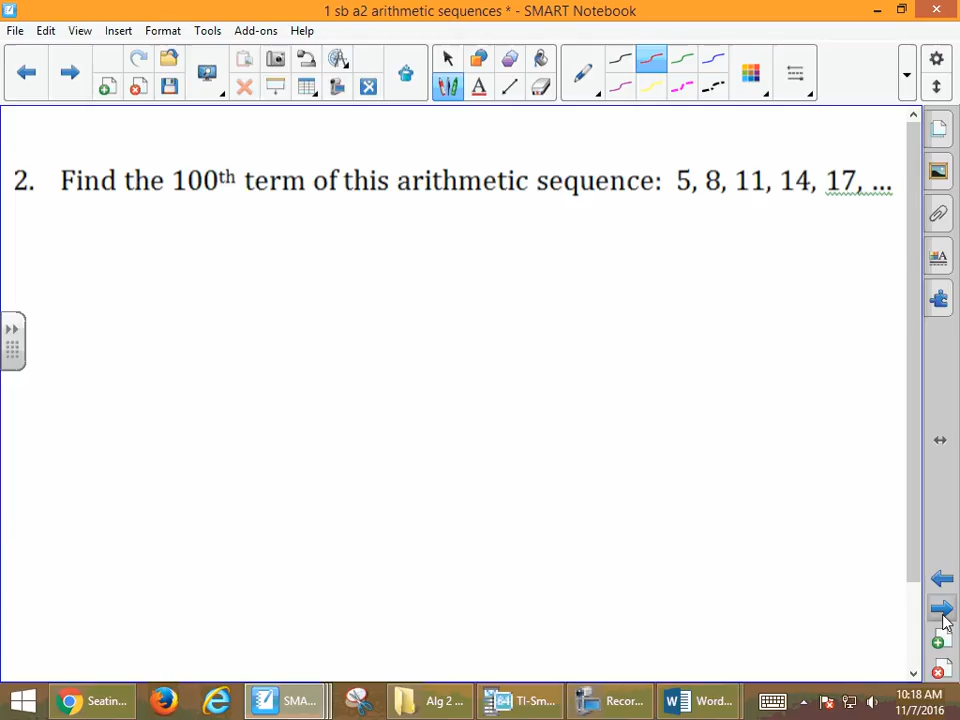 1 sb a2 arithmetic sequences * - SMART Notebook
File Edit View Insert Format Tools Add-ons Help
2. Find the 100th term of this arithmetic sequence: 5, 8, 11, 14, 17, ...
Seatin... SMA... Alg 2 ... TI-Sm... Recor... Word...
10:18 AM
11/7/2016